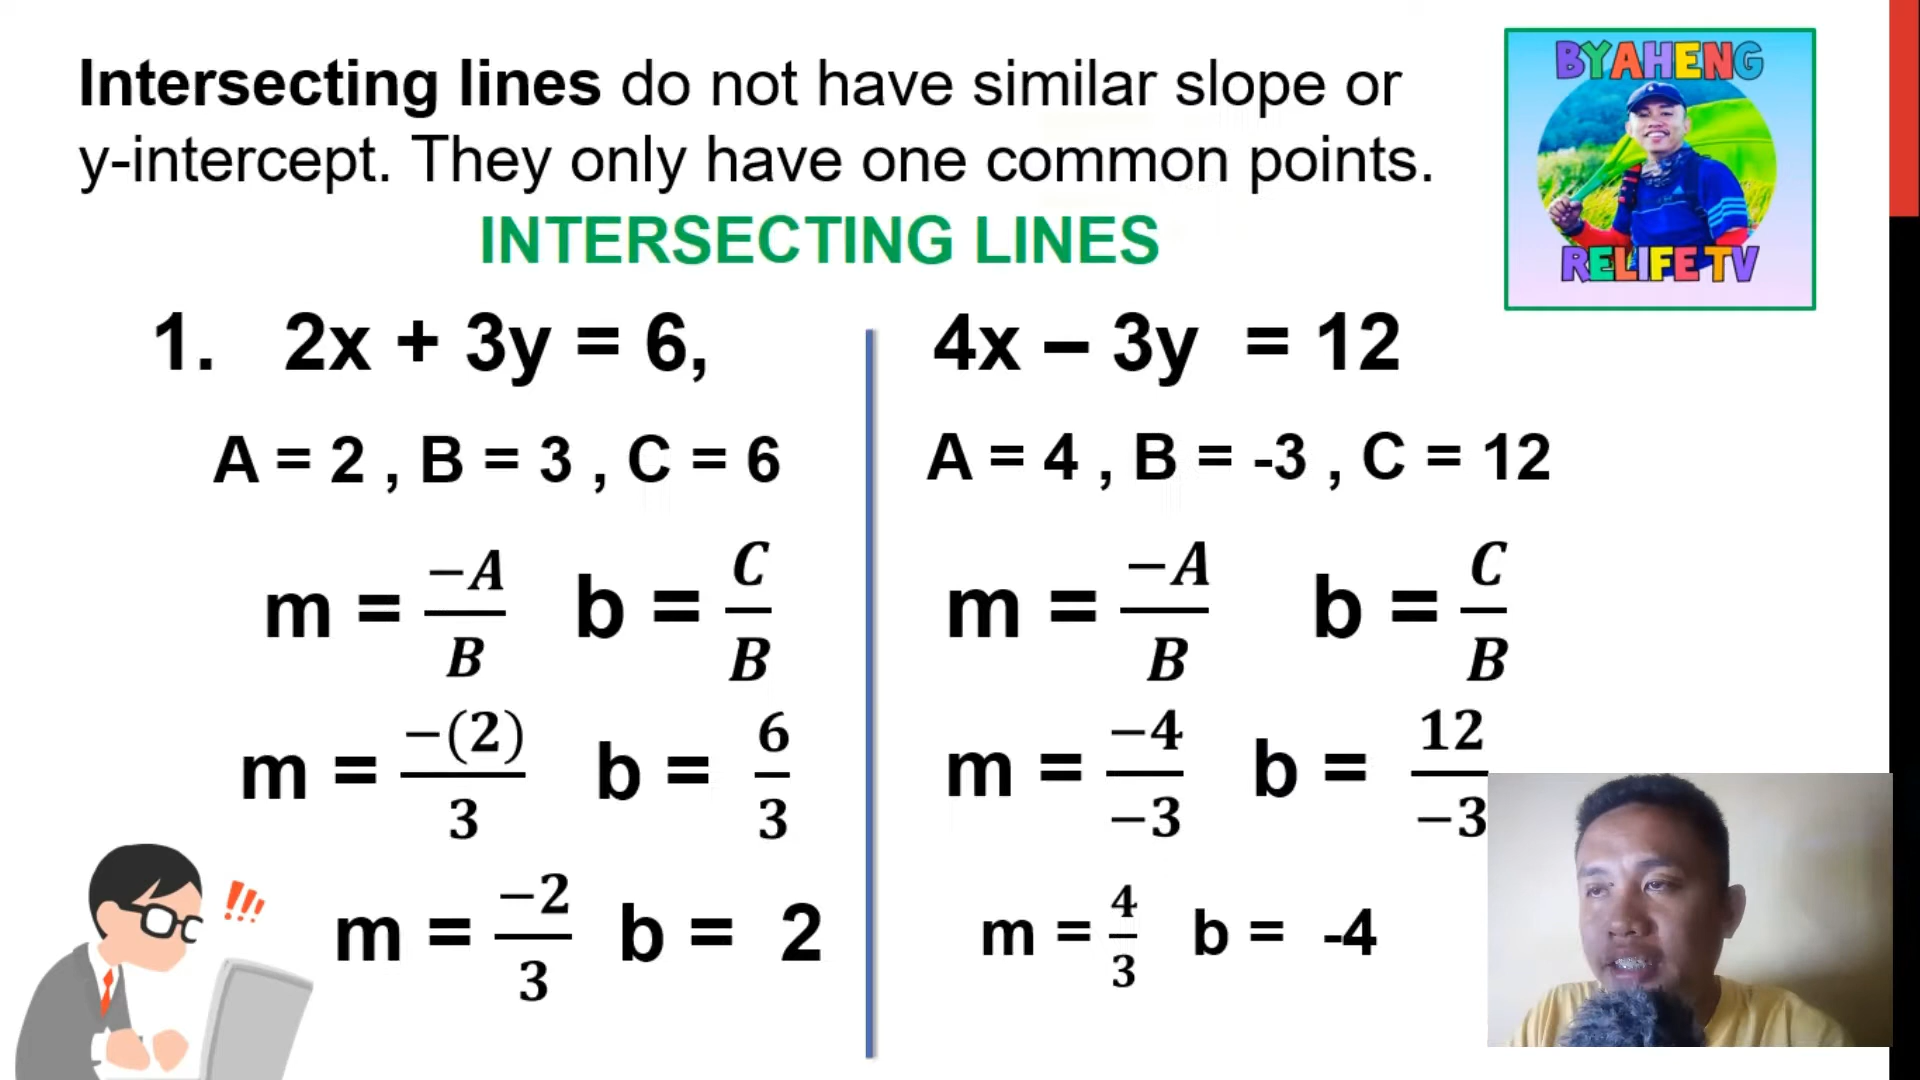 Intersecting lines do not have similar slope or
y-intercept. They only have one common points.
INTERSECTING LINES
BYAHENG
RELIFE TV
1. 2x + 3y = 6,
A = 2 , B = 3 , C = 6
m = −A/B b = C/B
m = −(2)/3 b = 6/3
m = −2/3 b = 2
4x – 3y = 12
A = 4 , B = -3 , C = 12
m = −A/B b = C/B
m = −4/−3 b = 12/−3
m = 4/3 b = -4
!!!